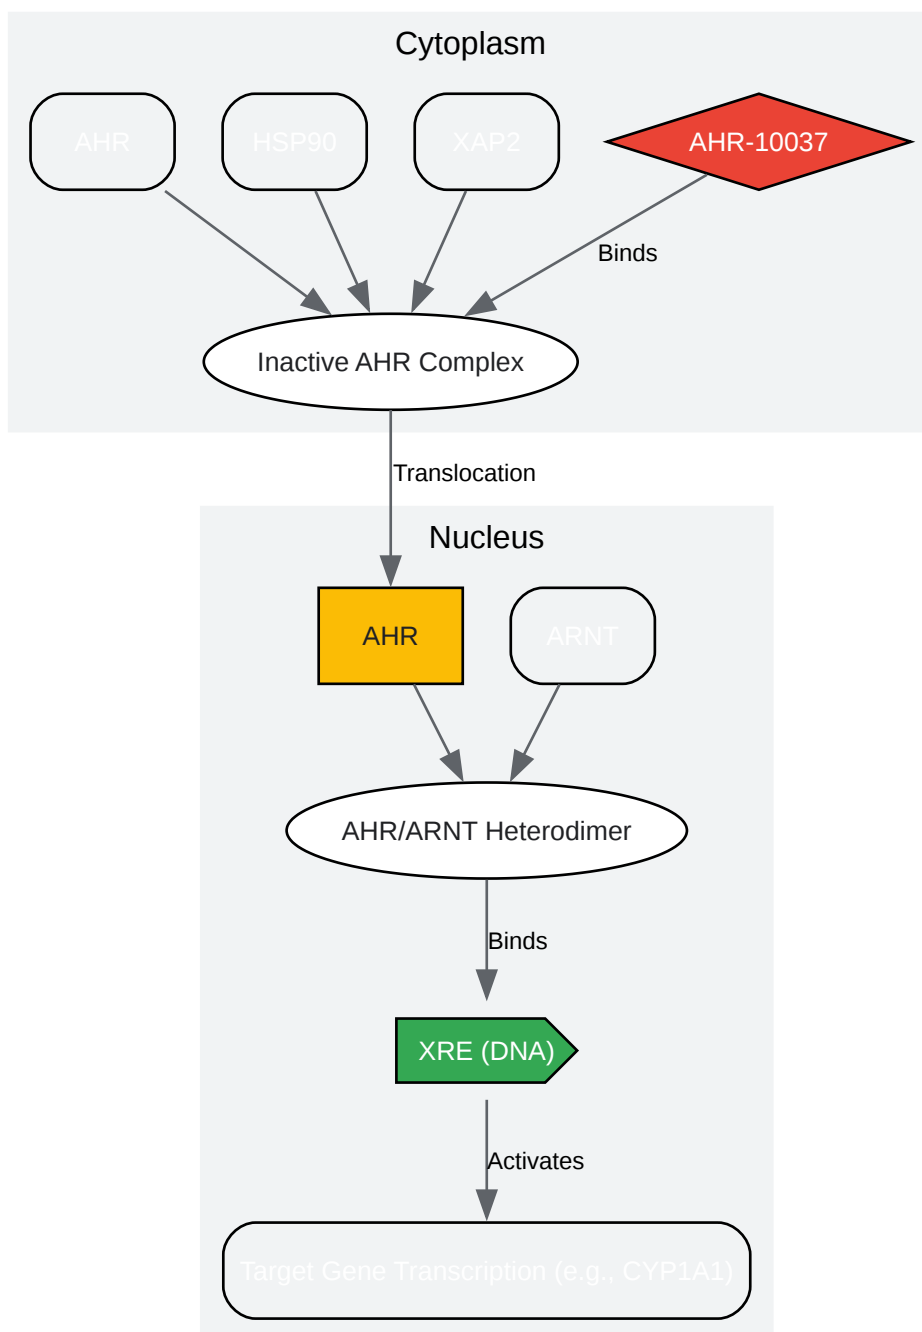 Cytoplasm
AHR
HSP90
XAP2
AHR-10037
Binds
Inactive AHR Complex
Translocation
Nucleus
AHR
ARNT
AHR/ARNT Heterodimer
Binds
XRE (DNA)
Activates
Target Gene Transcription (e.g., CYP1A1)